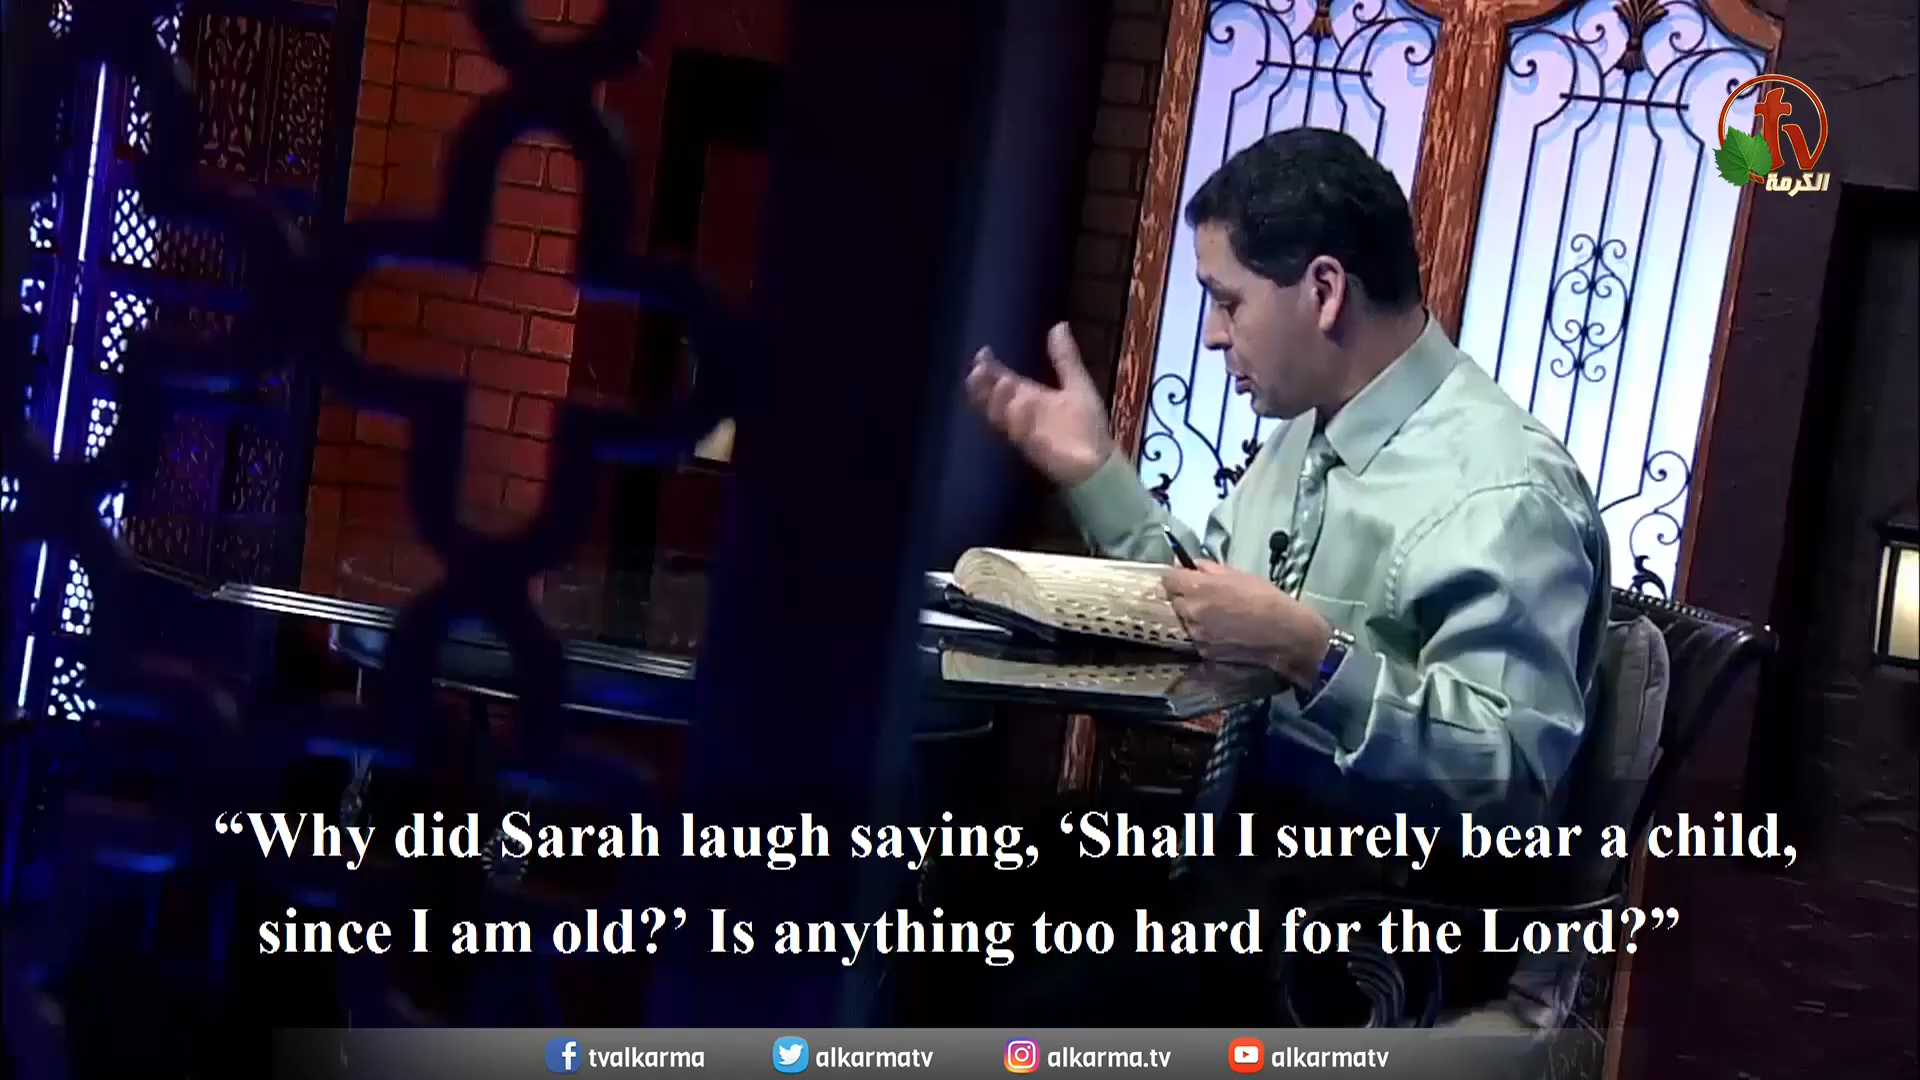 tv
الكرمة
“Why did Sarah laugh saying, ‘Shall I surely bear a child,
since I am old?’ Is anything too hard for the Lord?”
tvalkarma
alkarmatv
alkarma.tv
alkarmatv